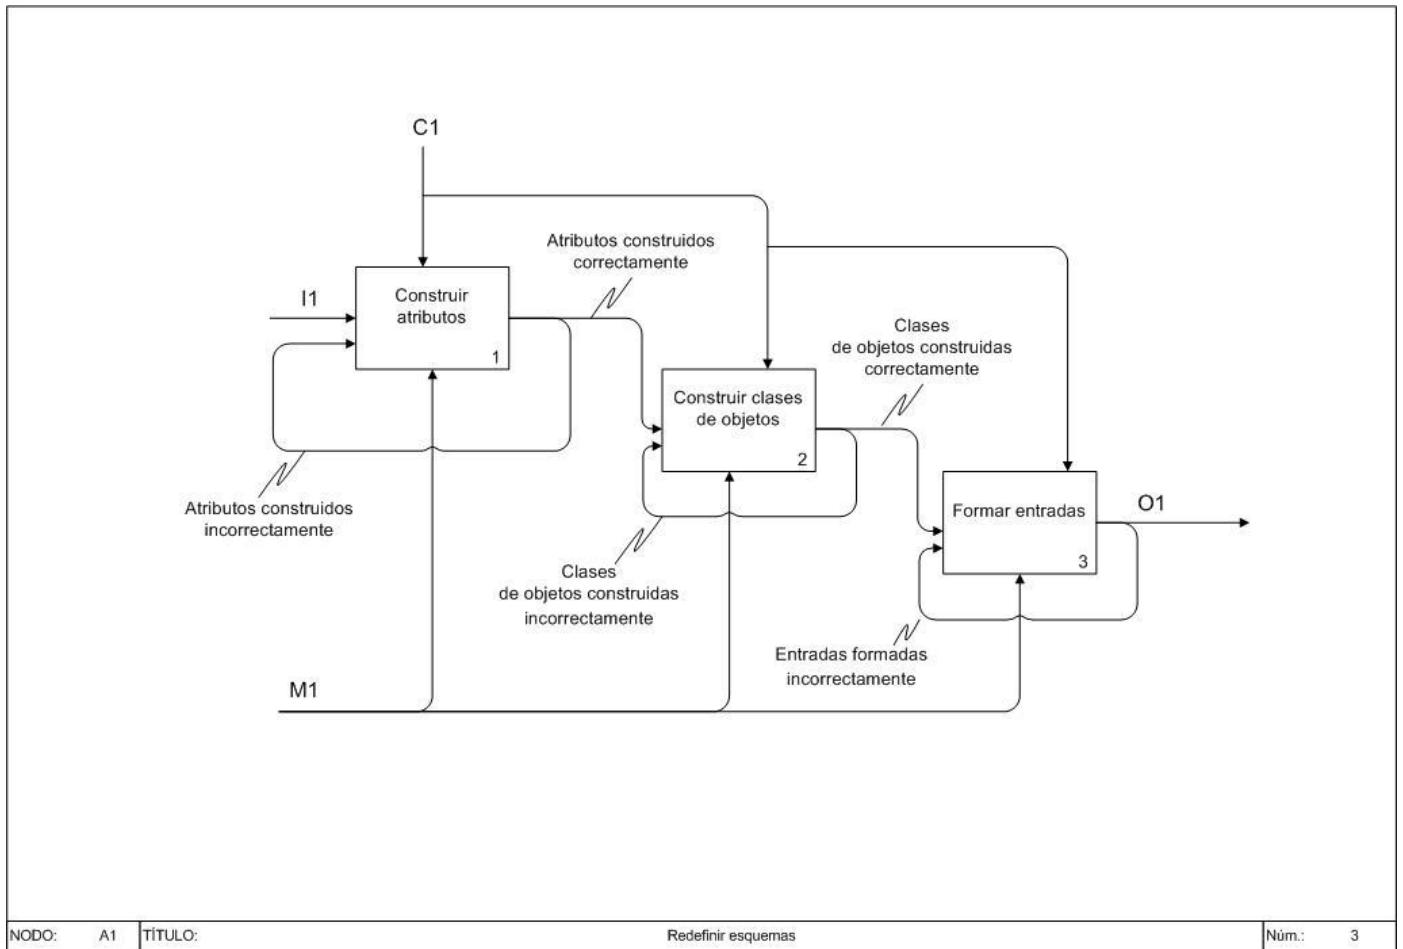 C1
Atributos construidos
correctamente
I1
Construir
atributos
1
Clases
de objetos construidas
correctamente
Construir clases
de objetos
2
Atributos construidos
incorrectamente
Formar entradas
3
O1
Clases
de objetos construidas
incorrectamente
Entradas formadas
incorrectamente
M1
NODO: A1 TÍTULO: Redefinir esquemas Núm.: 3